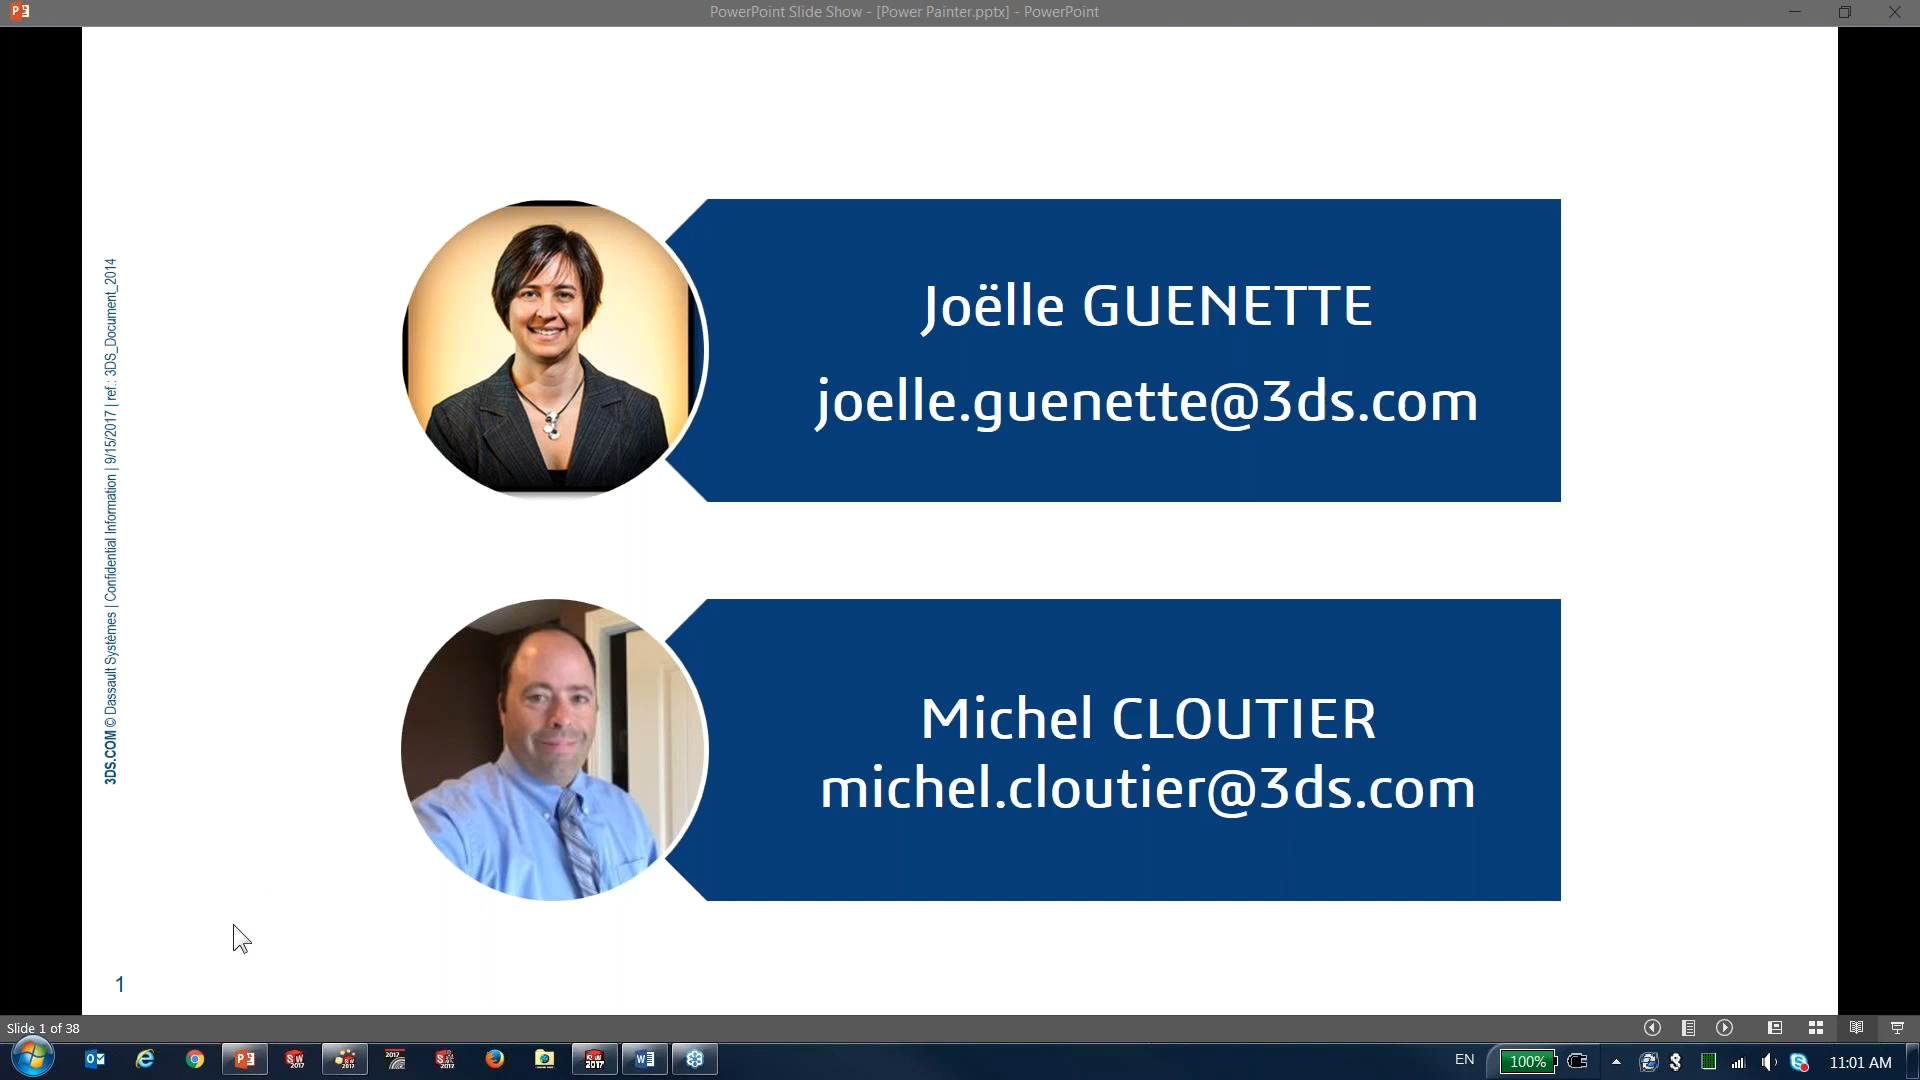 PowerPoint Slide Show - [Power Painter.pptx] - PowerPoint
Joëlle GUENETTE
joelle.guenette@3ds.com
Michel CLOUTIER
michel.cloutier@3ds.com
3DS.COM © Dassault Systèmes | Confidential Information | 9/15/2017 | ref.: 3DS_Document_2014
1
Slide 1 of 38
EN
100%
11:01 AM